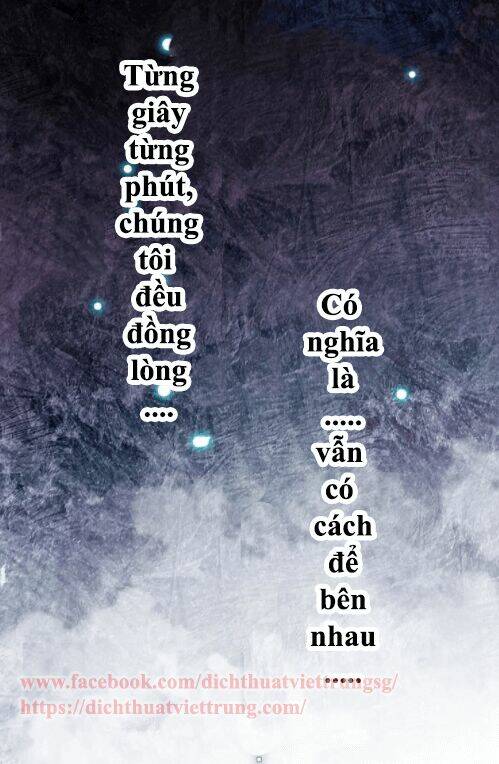 Từng
giây
từng
phút,
chúng
tôi
đều
đồng
lòng
....
Có
nghĩa
là
.....
vẫn
có
cách
để
bên
nhau
.....
www.facebook.com/dichthuatviettrungsg/
https://dichthuatviettrung.com/